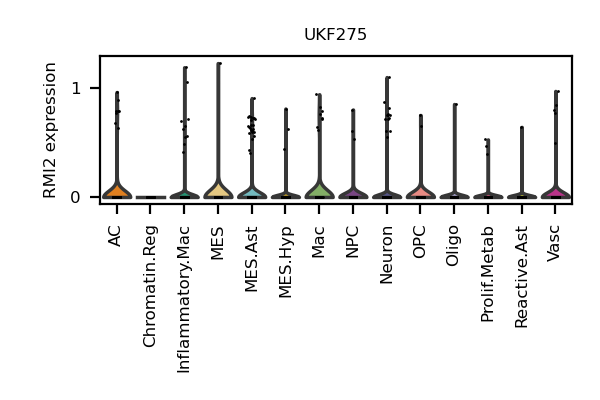 UKF275
RMI2 expression
1
0
AC
Chromatin.Reg
Inflammatory.Mac
MES
MES.Ast
MES.Hyp
Mac
NPC
Neuron
OPC
Oligo
Prolif.Metab
Reactive.Ast
Vasc